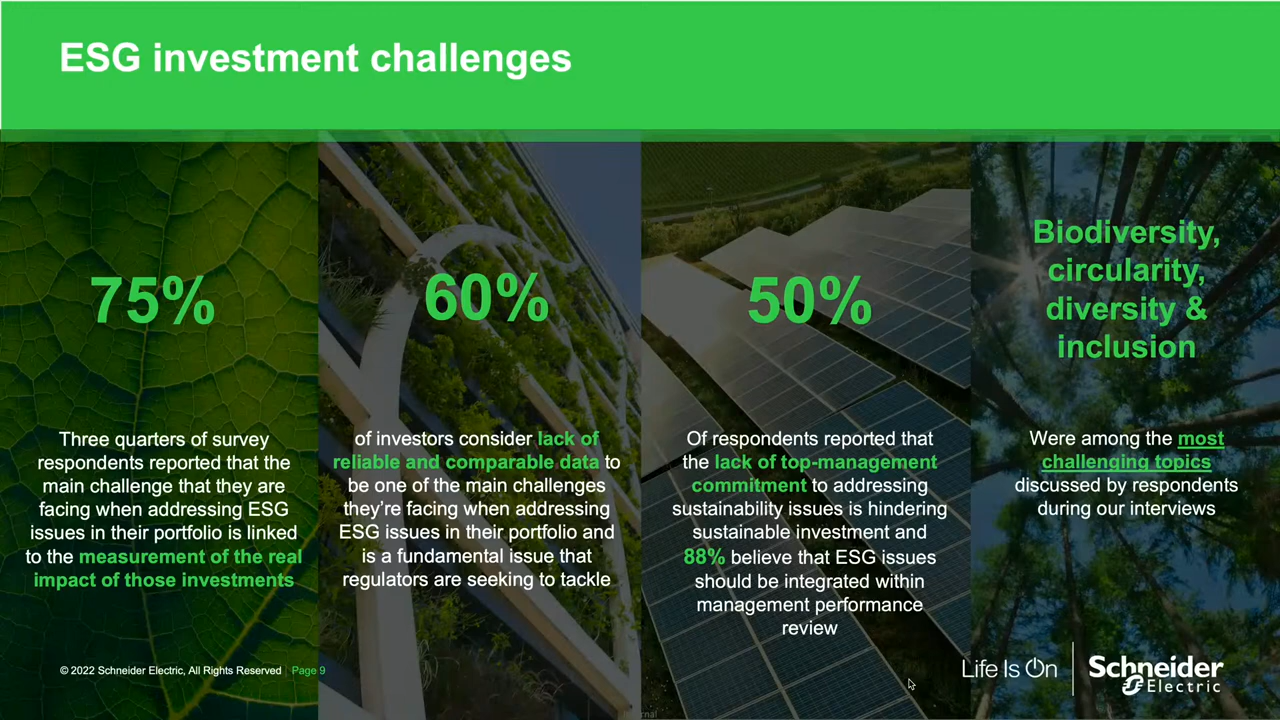 ESG investment challenges
75%
Three quarters of survey
respondents reported that the
main challenge that they are
facing when addressing ESG
issues in their portfolio is linked
to the measurement of the real
impact of those investments
60%
of investors consider lack of
reliable and comparable data to
be one of the main challenges
they're facing when addressing
ESG issues in their portfolio and
is a fundamental issue that
regulators are seeking to tackle
50%
Of respondents reported that
the lack of top-management
commitment to addressing
sustainability issues is hindering
sustainable investment and
88% believe that ESG issues
should be integrated within
management performance
review
Biodiversity,
circularity,
diversity &
inclusion
Were among the most
challenging topics
discussed by respondents
during our interviews
© 2022 Schneider Electric, All Rights Reserved | Page 9
Life Is On
Schneider
Electric